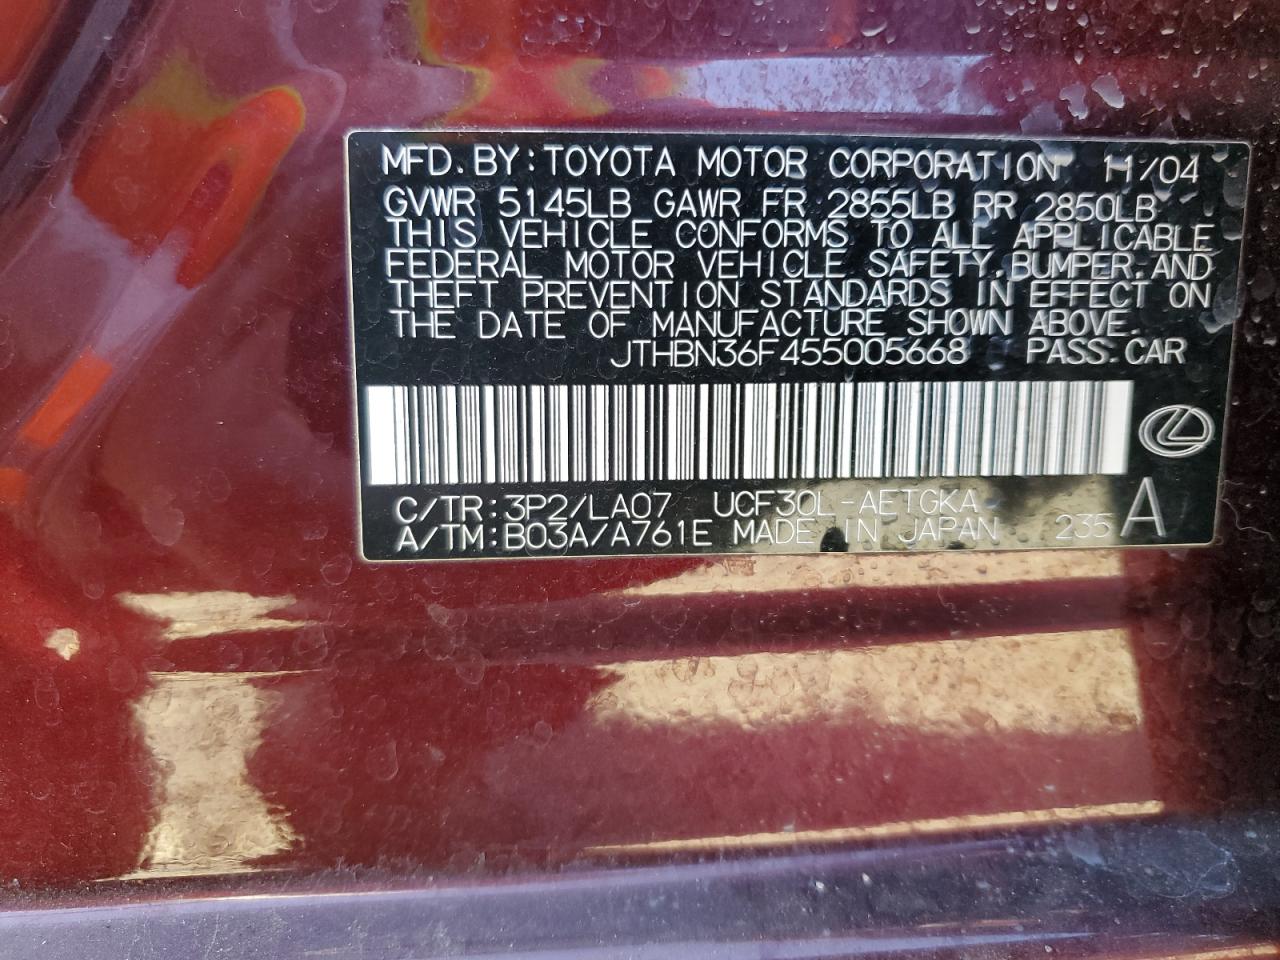 MFD. BY: TOYOTA MOTOR CORPORATION 11/04
GVWR 5145LB GAWR FR 2855LB RR 2850LB
THIS VEHICLE CONFORMS TO ALL APPLICABLE
FEDERAL MOTOR VEHICLE SAFETY, BUMPER, AND
THEFT PREVENTION STANDARDS IN EFFECT ON
THE DATE OF MANUFACTURE SHOWN ABOVE.
JTHBN36F455005668 PASS. CAR
C/TR: 3P2/LA07 UCF30L-AETGKA
A/TM: B03A/A761E MADE IN JAPAN 235 A